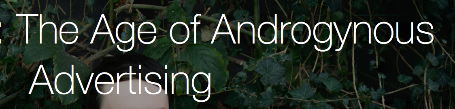 : The Age of Androgynous
Advertising